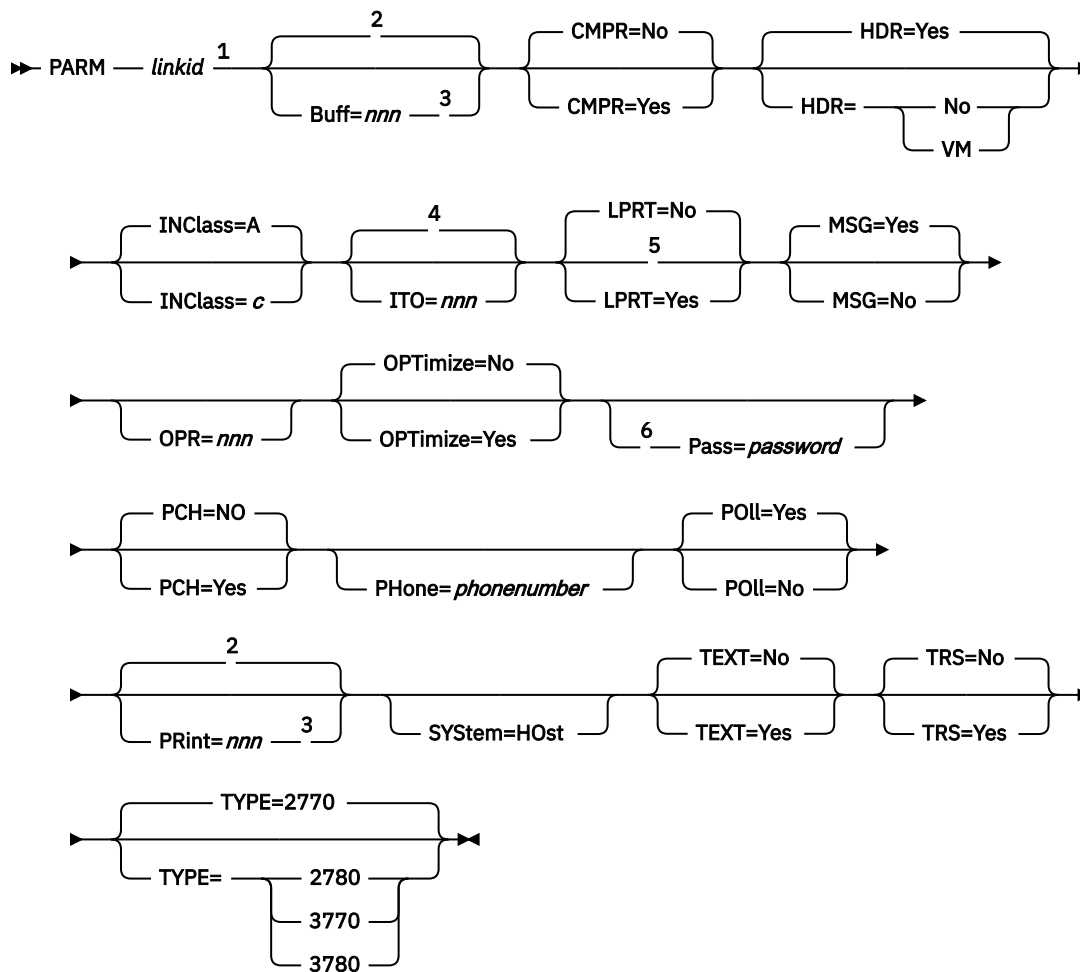 2 CMPR=No HDR=Yes
PARM linkid 1
Buff=nnn 3 CMPR=Yes HDR= No
VM
INClass=A 4 LPRT=No MSG=Yes
5
INClass=c ITO=nnn LPRT=Yes MSG=No
OPTimize=No
OPR=nnn OPTimize=Yes 6 Pass=password
PCH=NO POll=Yes
PCH=Yes PHone=phonenumber POll=No
2 TEXT=No TRS=No
PRint=nnn 3 SYStem=HOst TEXT=Yes TRS=Yes
TYPE=2770
TYPE= 2780
3770
3780